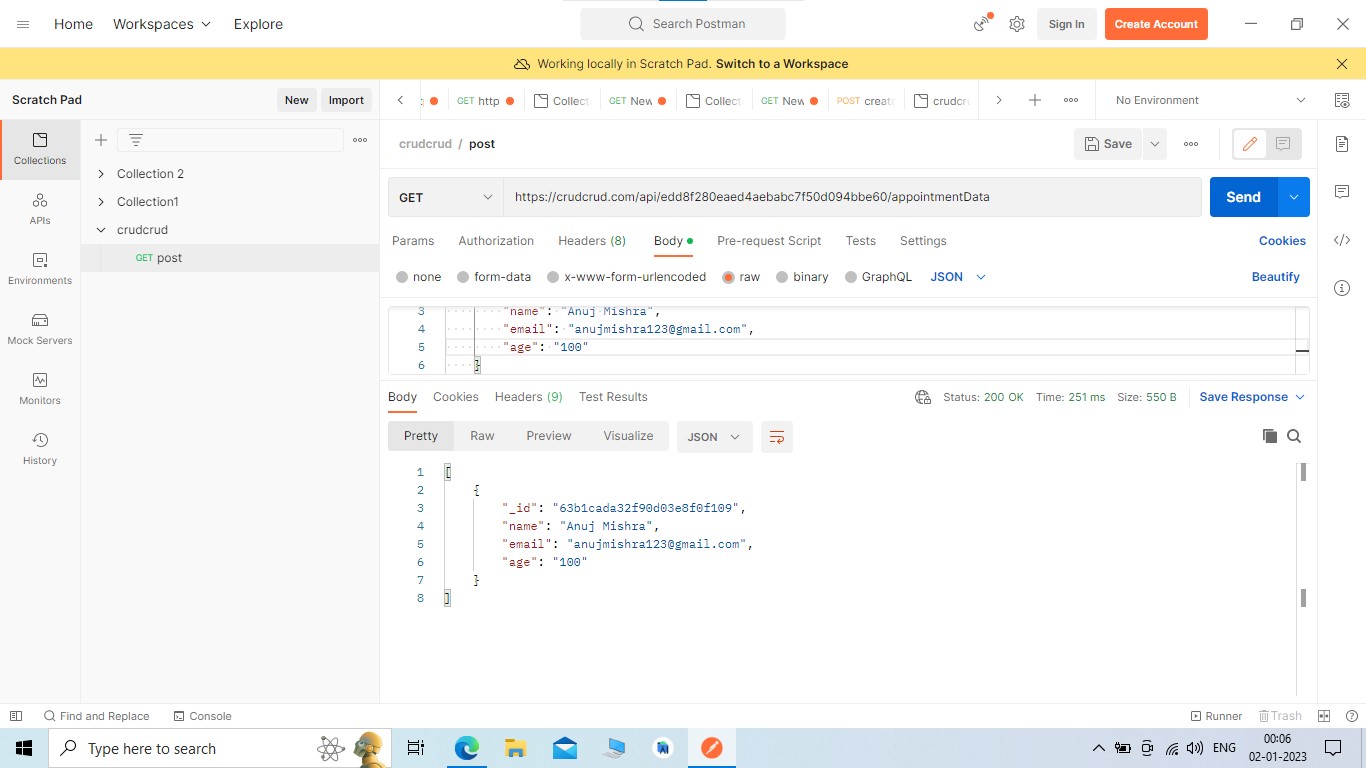 Home Workspaces Explore Search Postman Sign In Create Account
Working locally in Scratch Pad. Switch to a Workspace
Scratch Pad New Import GET http Collect GET New Collect GET New POST create crudcru No Environment
Collections
APIs
Environments
Mock Servers
Monitors
History
Collection 2
Collection1
crudcrud
GET post
crudcrud / post Save
GET https://crudcrud.com/api/edd8f280eaed4aebabc7f50d094bbe60/appointmentData Send
Params Authorization Headers (8) Body Pre-request Script Tests Settings Cookies
none form-data x-www-form-urlencoded raw binary GraphQL JSON Beautify
3 "name": "Anuj Mishra",
4 "email": "anujmishra123@gmail.com",
5 "age": "100"
6 }
Body Cookies Headers (9) Test Results Status: 200 OK Time: 251 ms Size: 550 B Save Response
Pretty Raw Preview Visualize JSON
1 [
2 {
3 "_id": "63b1cada32f90d03e8f0f109",
4 "name": "Anuj Mishra",
5 "email": "anujmishra123@gmail.com",
6 "age": "100"
7 }
8 ]
Find and Replace Console Runner Trash
Type here to search ENG 00:06
02-01-2023